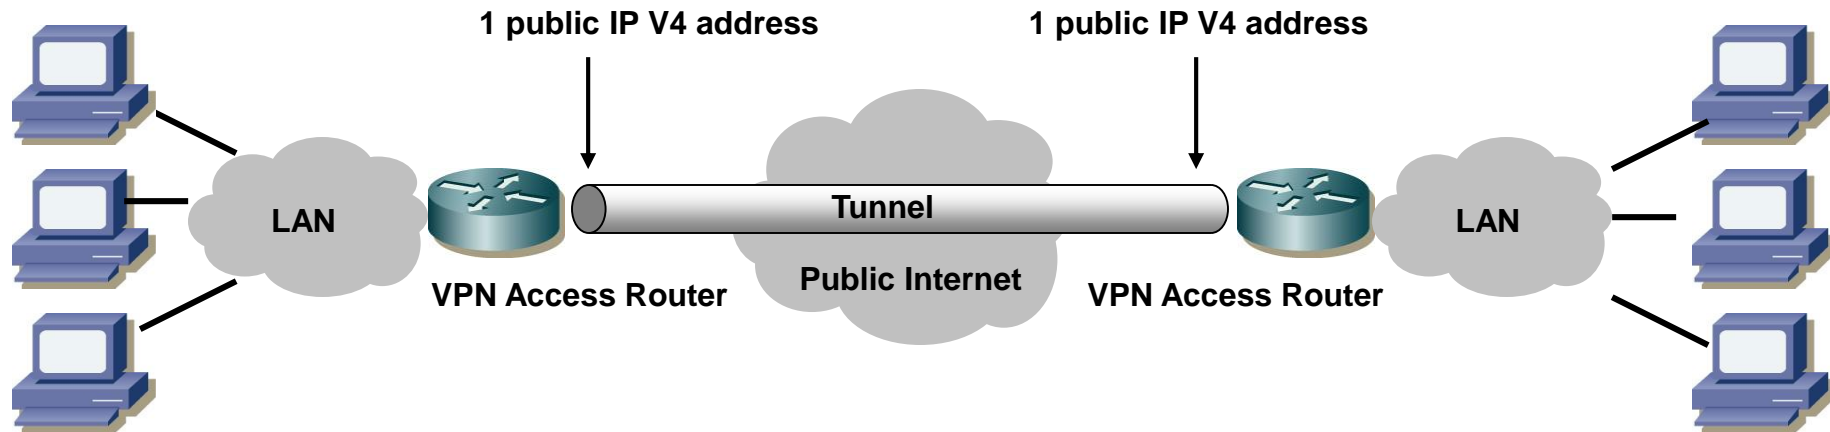 1 public IP V4 address
1 public IP V4 address
LAN
Tunnel
LAN
Public Internet
VPN Access Router
VPN Access Router